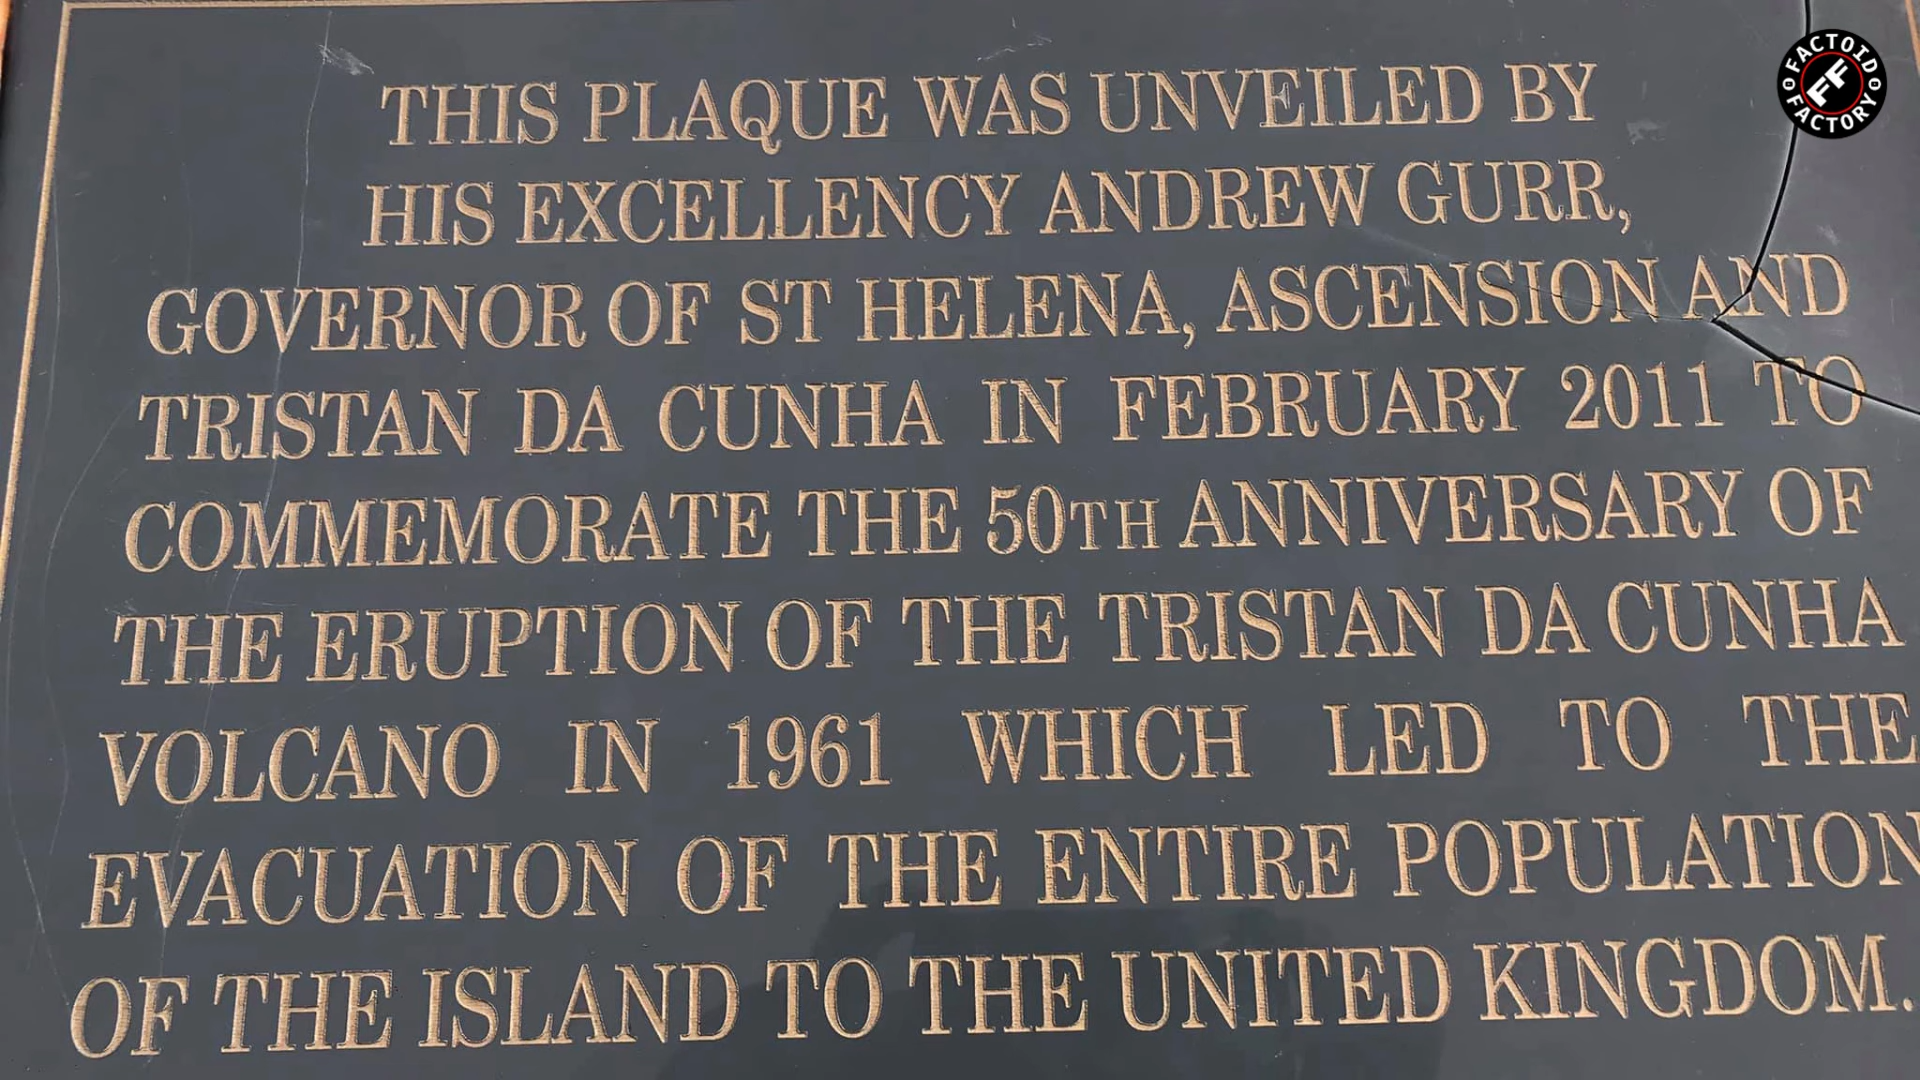 THIS PLAQUE WAS UNVEILED BY
HIS EXCELLENCY ANDREW GURR,
GOVERNOR OF ST HELENA, ASCENSION AND
TRISTAN DA CUNHA IN FEBRUARY 2011 TO
COMMEMORATE THE 50TH ANNIVERSARY OF
THE ERUPTION OF THE TRISTAN DA CUNHA
VOLCANO IN 1961 WHICH LED TO THE
EVACUATION OF THE ENTIRE POPULATION
OF THE ISLAND TO THE UNITED KINGDOM.
FACTOID
FF
FACTORY